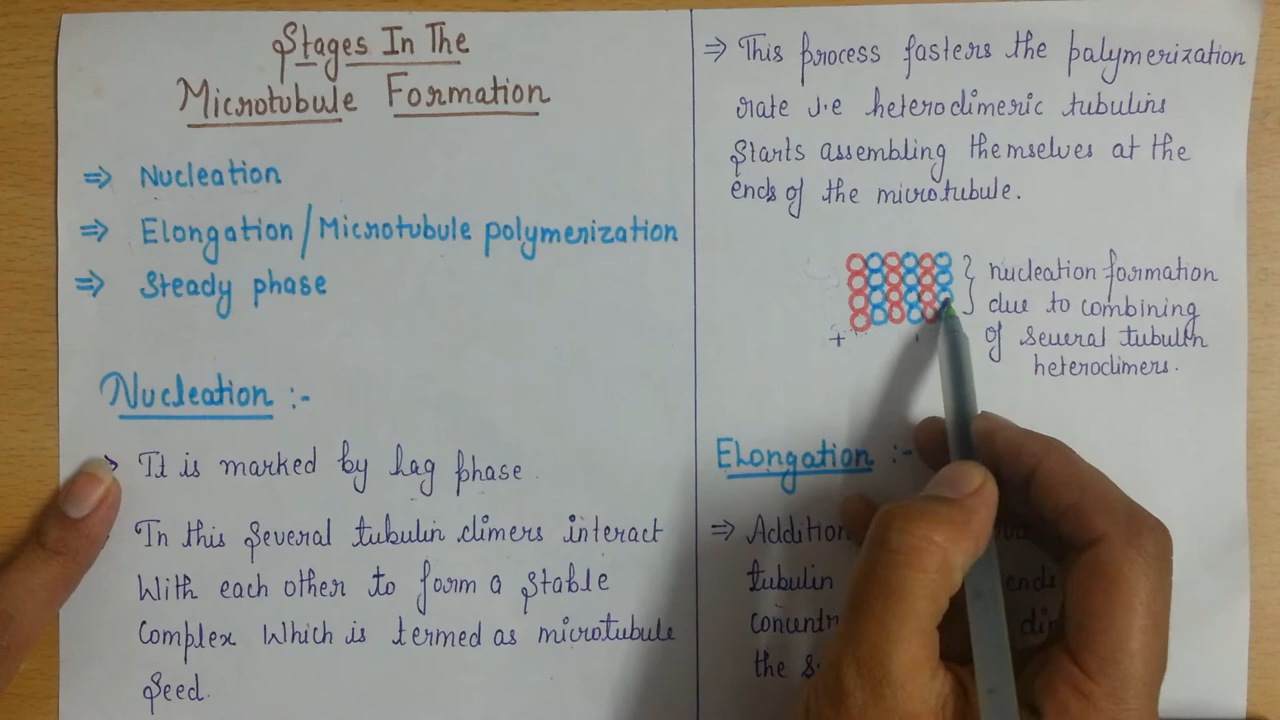 Stages In The
Microtubule Formation
⇒ Nucleation
⇒ Elongation / Microtubule polymerization
⇒ Steady phase
Nucleation :-
It is marked by lag phase.
In this several tubulin dimers interact
With each other to form a stable
Complex Which is termed as microtubule
seed.
⇒ This process fasters the polymerization
rate i.e heterodimeric tubulins
starts assembling themselves at the
ends of the microtubule.
nucleation formation
due to combining
of several tubulin
heterodimers.
+
Elongation :-
⇒ Addition
tubulin ends
the